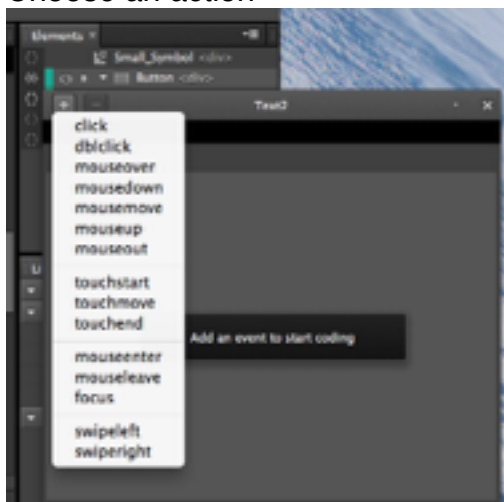 Choose an action
Elements
Small_Symbol <div>
Button <div>
Text2
click
dblclick
mouseover
mousedown
mousemove
mouseup
mouseout
touchstart
touchmove
touchend
Add an event to start coding
mouseenter
mouseleave
focus
swipeleft
swiperight